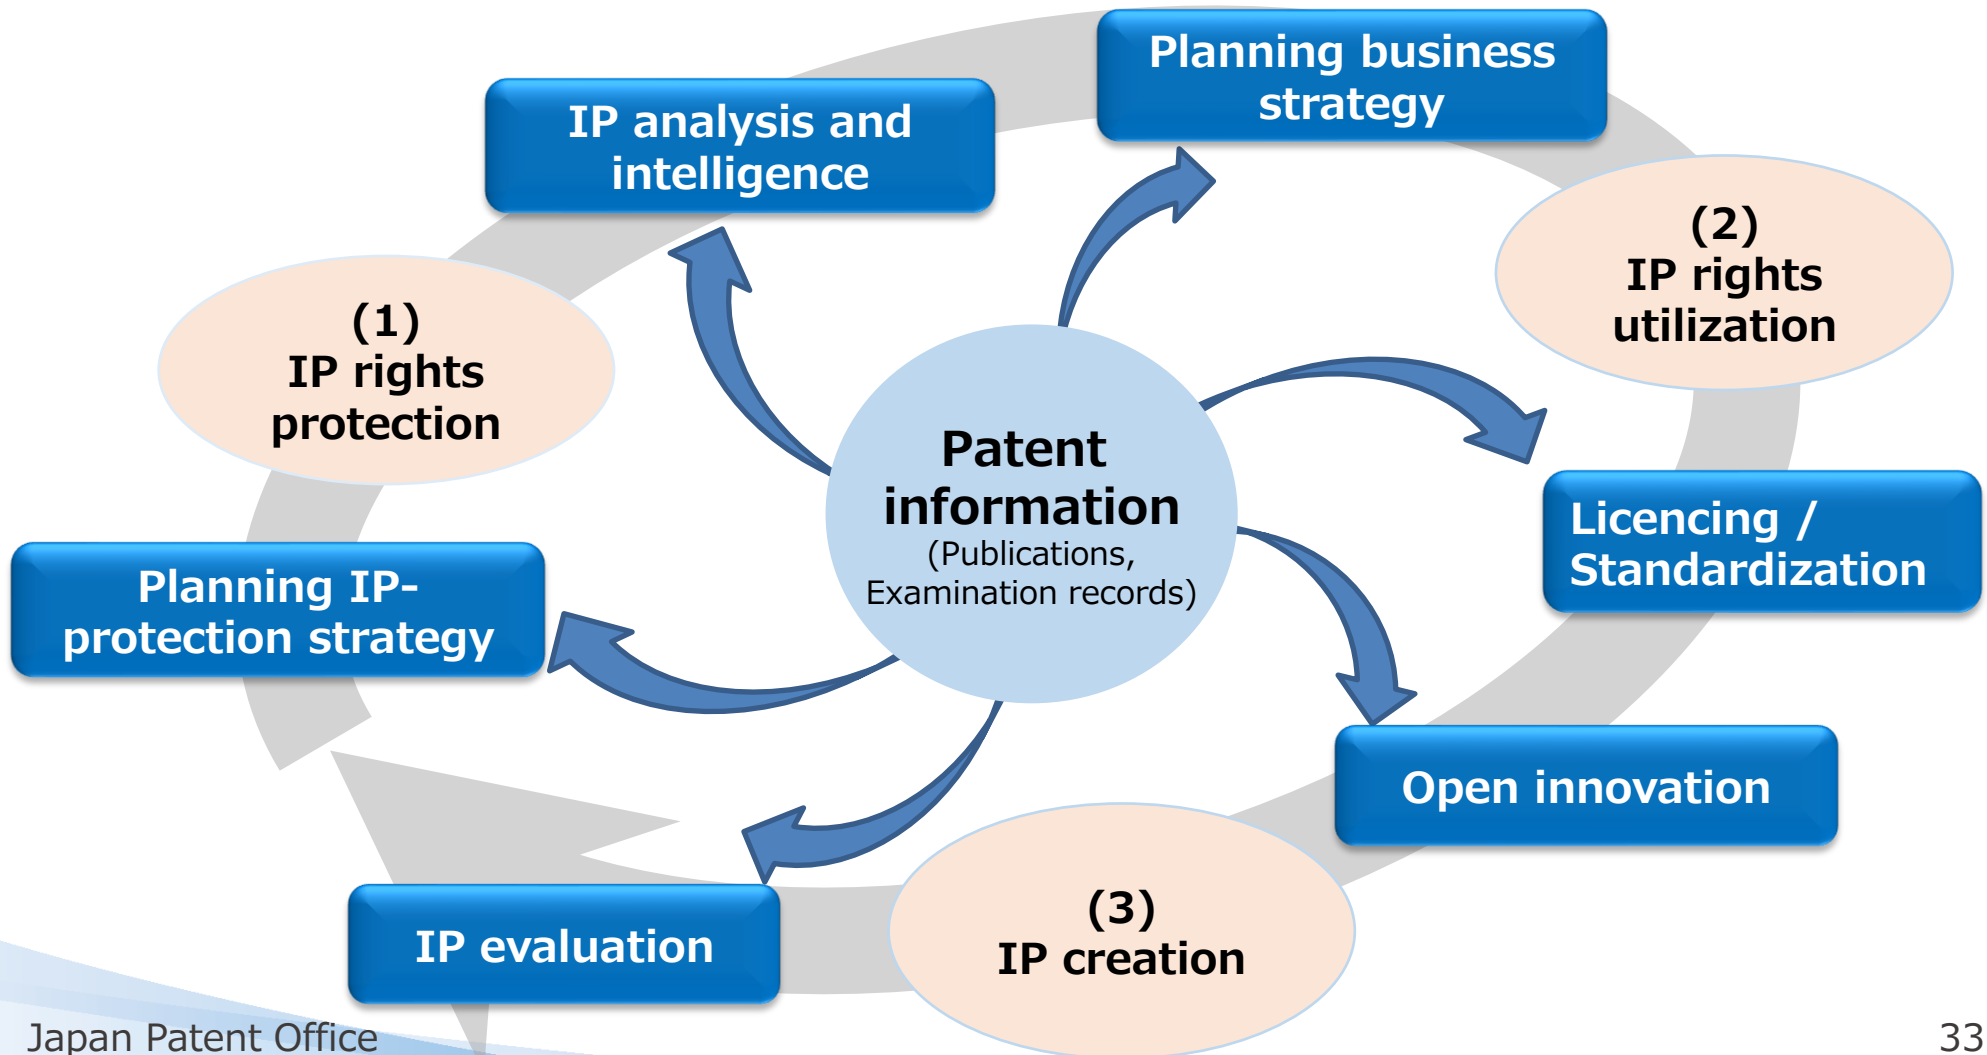 Planning business
strategy
IP analysis and
intelligence
(2)
IP rights
utilization
(1)
IP rights
protection
Patent
information
(Publications,
Examination records)
Licencing /
Standardization
Planning IP-
protection strategy
Open innovation
(3)
IP creation
IP evaluation
Japan Patent Office
33